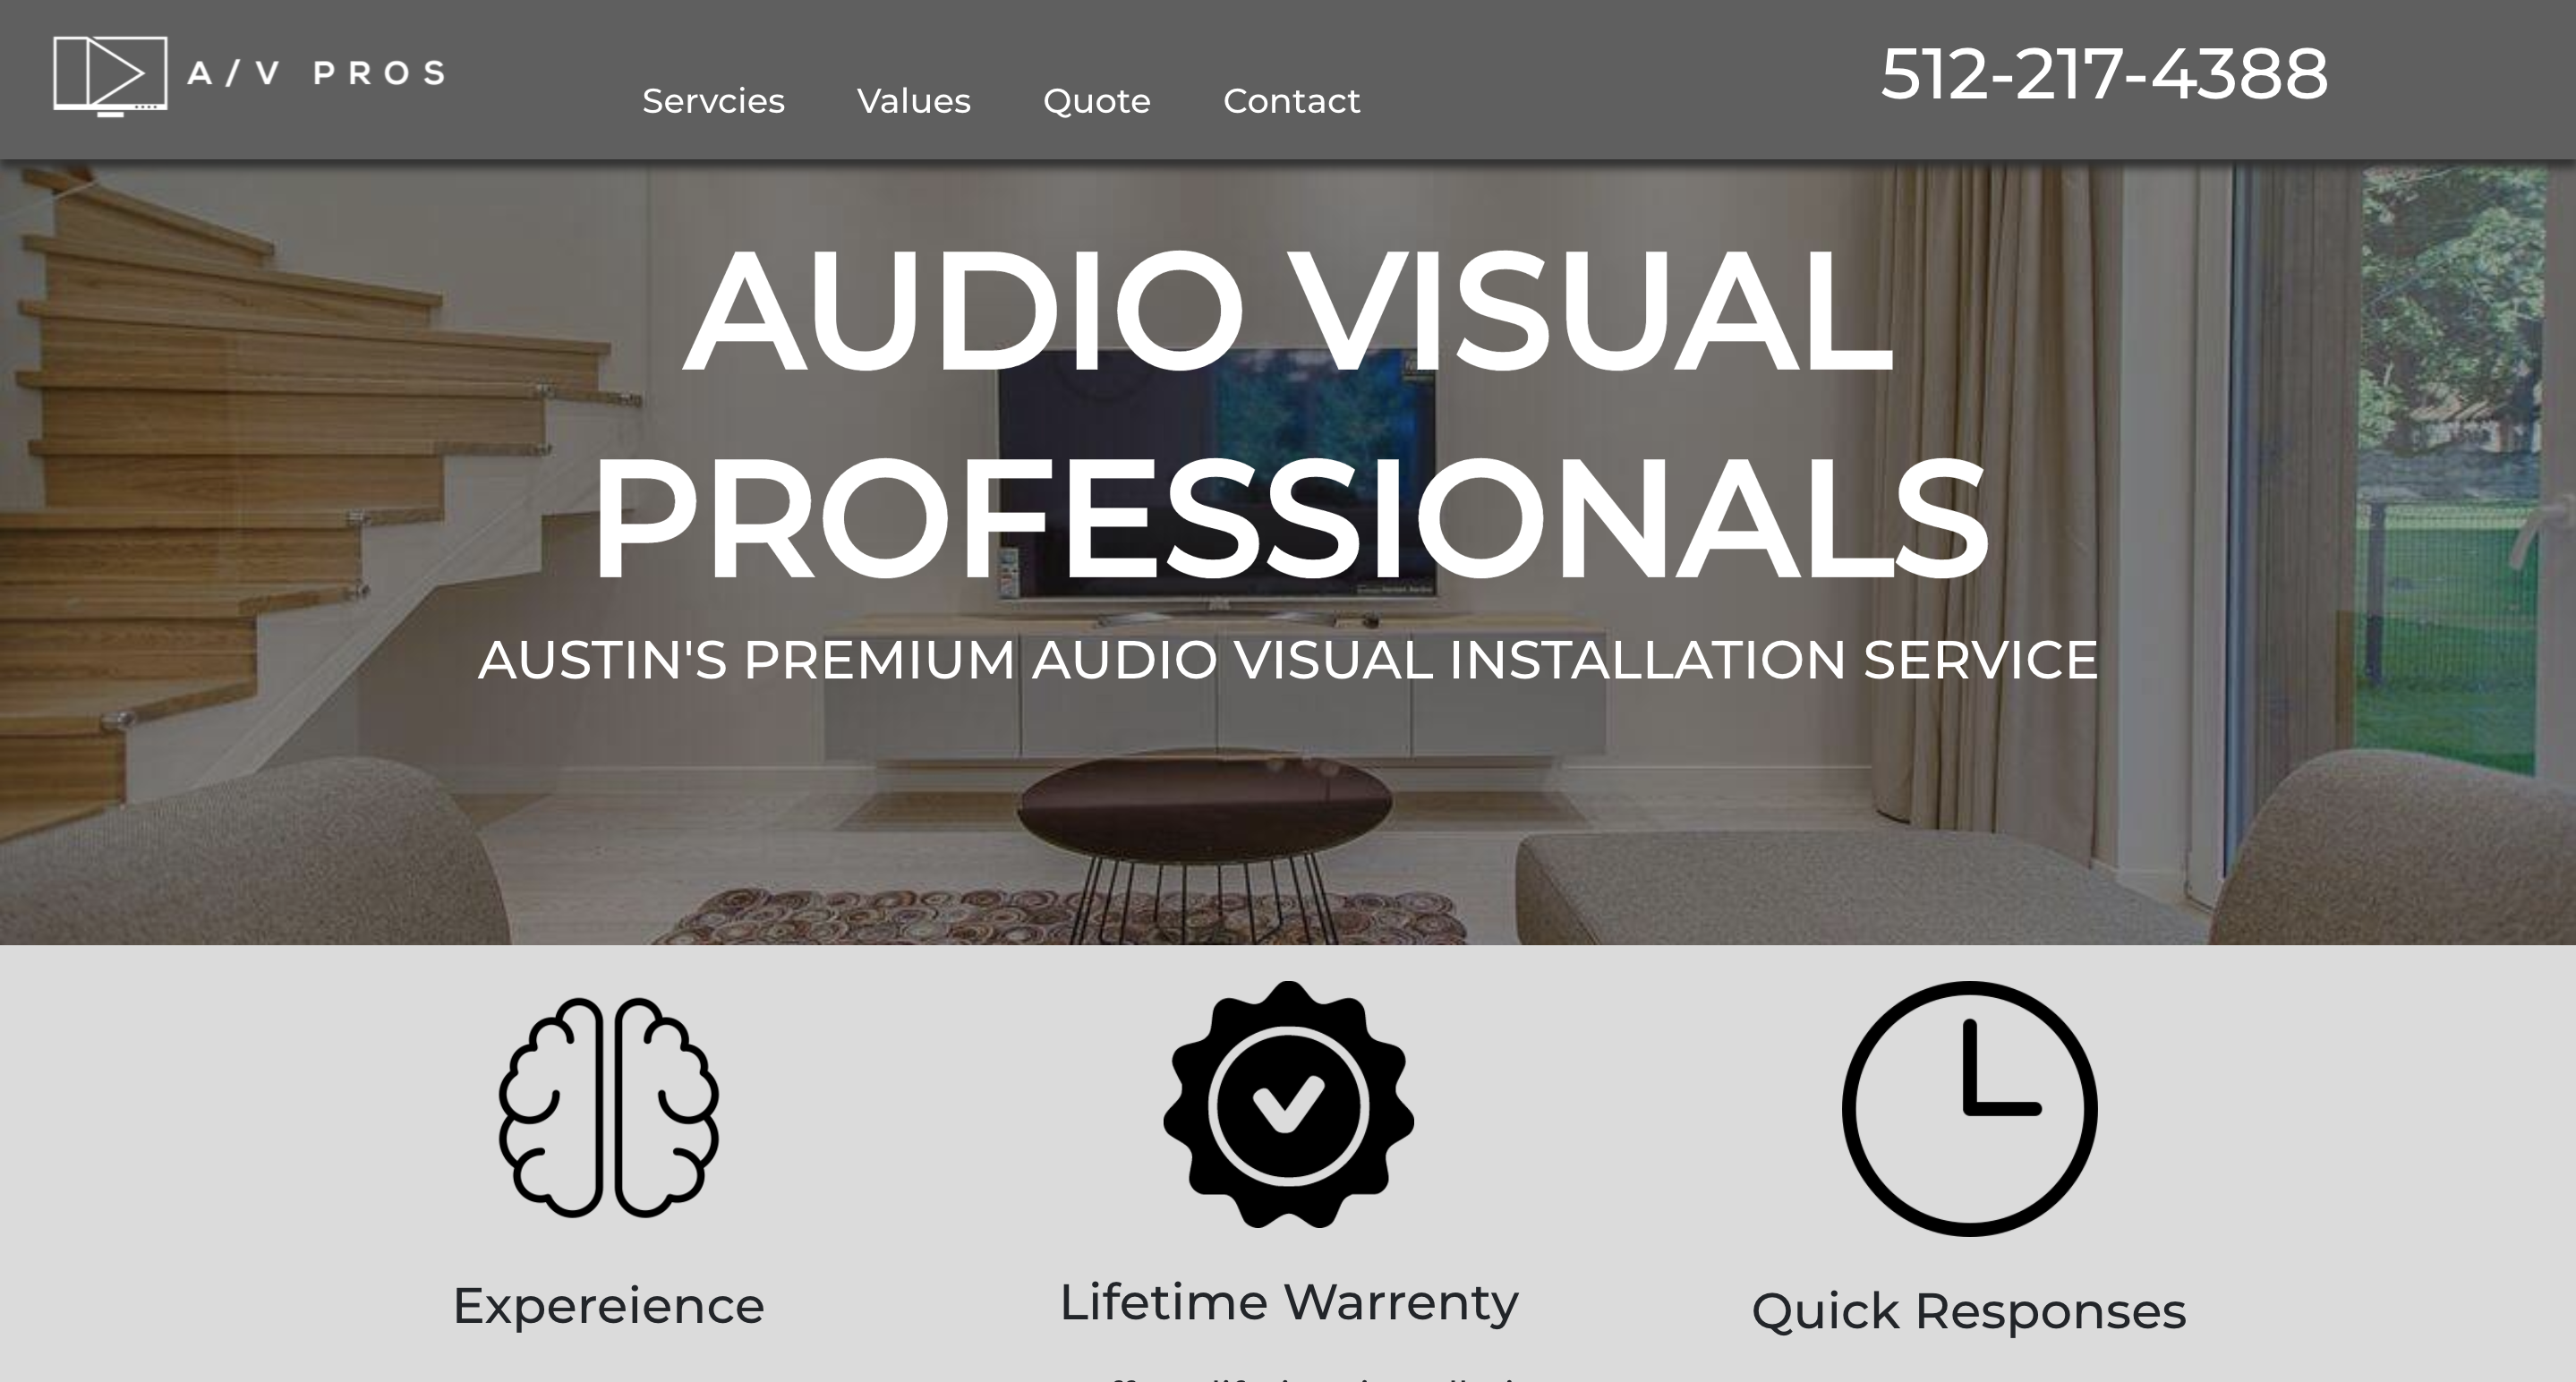 A/V PROS
Servcies Values Quote Contact
512-217-4388
AUDIO VISUAL
PROFESSIONALS
AUSTIN'S PREMIUM AUDIO VISUAL INSTALLATION SERVICE
Expereience
Lifetime Warrenty
Quick Responses